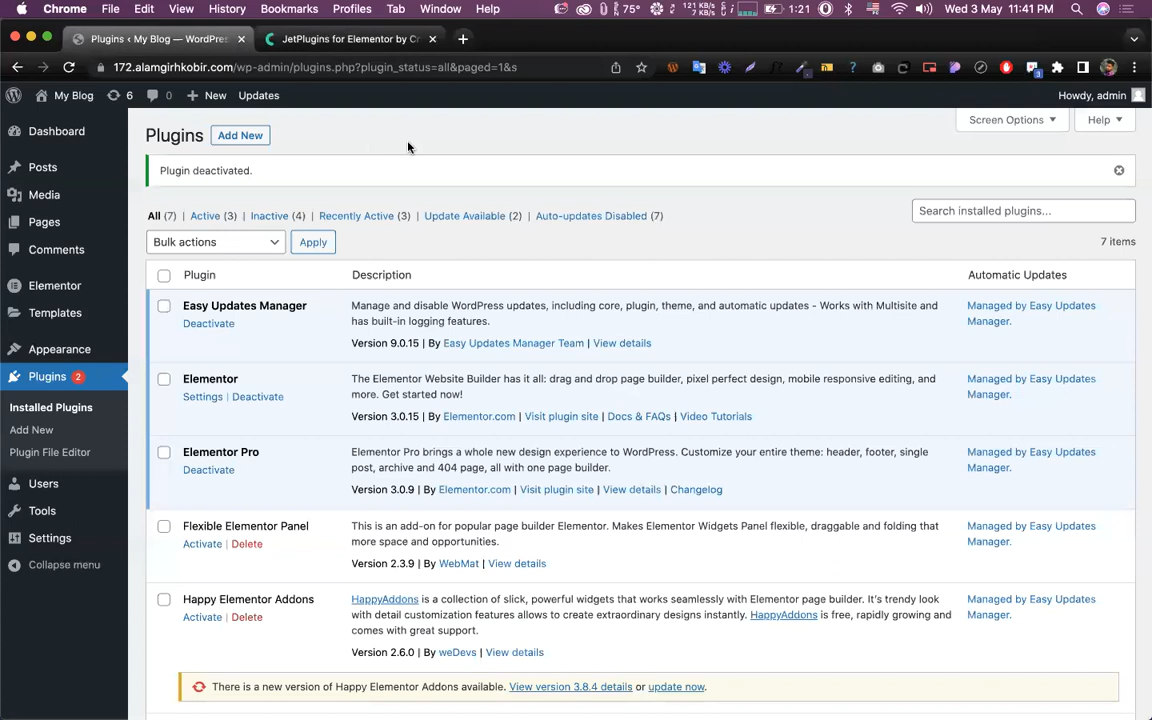 Chrome File Edit View History Bookmarks Profiles Tab Window Help 75° 121 KB/s 1:21 Wed 3 May 11:41 PM
Plugins ‹ My Blog — WordPres JetPlugins for Elementor by Cr
172.alamgirhkobir.com/wp-admin/plugins.php?plugin_status=all&paged=1&s
My Blog 6 0 New Updates Howdy, admin
Dashboard
Posts
Media
Pages
Comments
Elementor
Templates
Appearance
Plugins 2
Installed Plugins
Add New
Plugin File Editor
Users
Tools
Settings
Collapse menu
Plugins Add New Screen Options Help
Plugin deactivated.
All (7) | Active (3) | Inactive (4) | Recently Active (3) | Update Available (2) | Auto-updates Disabled (7) Search installed plugins...
Bulk actions Apply 7 items
Plugin Description Automatic Updates
Easy Updates Manager
Deactivate
Manage and disable WordPress updates, including core, plugin, theme, and automatic updates - Works with Multisite and
has built-in logging features.
Version 9.0.15 | By Easy Updates Manager Team | View details
Managed by Easy Updates
Manager.
Elementor
Settings | Deactivate
The Elementor Website Builder has it all: drag and drop page builder, pixel perfect design, mobile responsive editing, and
more. Get started now!
Version 3.0.15 | By Elementor.com | Visit plugin site | Docs & FAQs | Video Tutorials
Managed by Easy Updates
Manager.
Elementor Pro
Deactivate
Elementor Pro brings a whole new design experience to WordPress. Customize your entire theme: header, footer, single
post, archive and 404 page, all with one page builder.
Version 3.0.9 | By Elementor.com | Visit plugin site | View details | Changelog
Managed by Easy Updates
Manager.
Flexible Elementor Panel
Activate | Delete
This is an add-on for popular page builder Elementor. Makes Elementor Widgets Panel flexible, draggable and folding that
more space and opportunities.
Version 2.3.9 | By WebMat | View details
Managed by Easy Updates
Manager.
Happy Elementor Addons
Activate | Delete
HappyAddons is a collection of slick, powerful widgets that works seamlessly with Elementor page builder. It's trendy look
with detail customization features allows to create extraordinary designs instantly. HappyAddons is free, rapidly growing and
comes with great support.
Version 2.6.0 | By weDevs | View details
Managed by Easy Updates
Manager.
There is a new version of Happy Elementor Addons available. View version 3.8.4 details or update now.